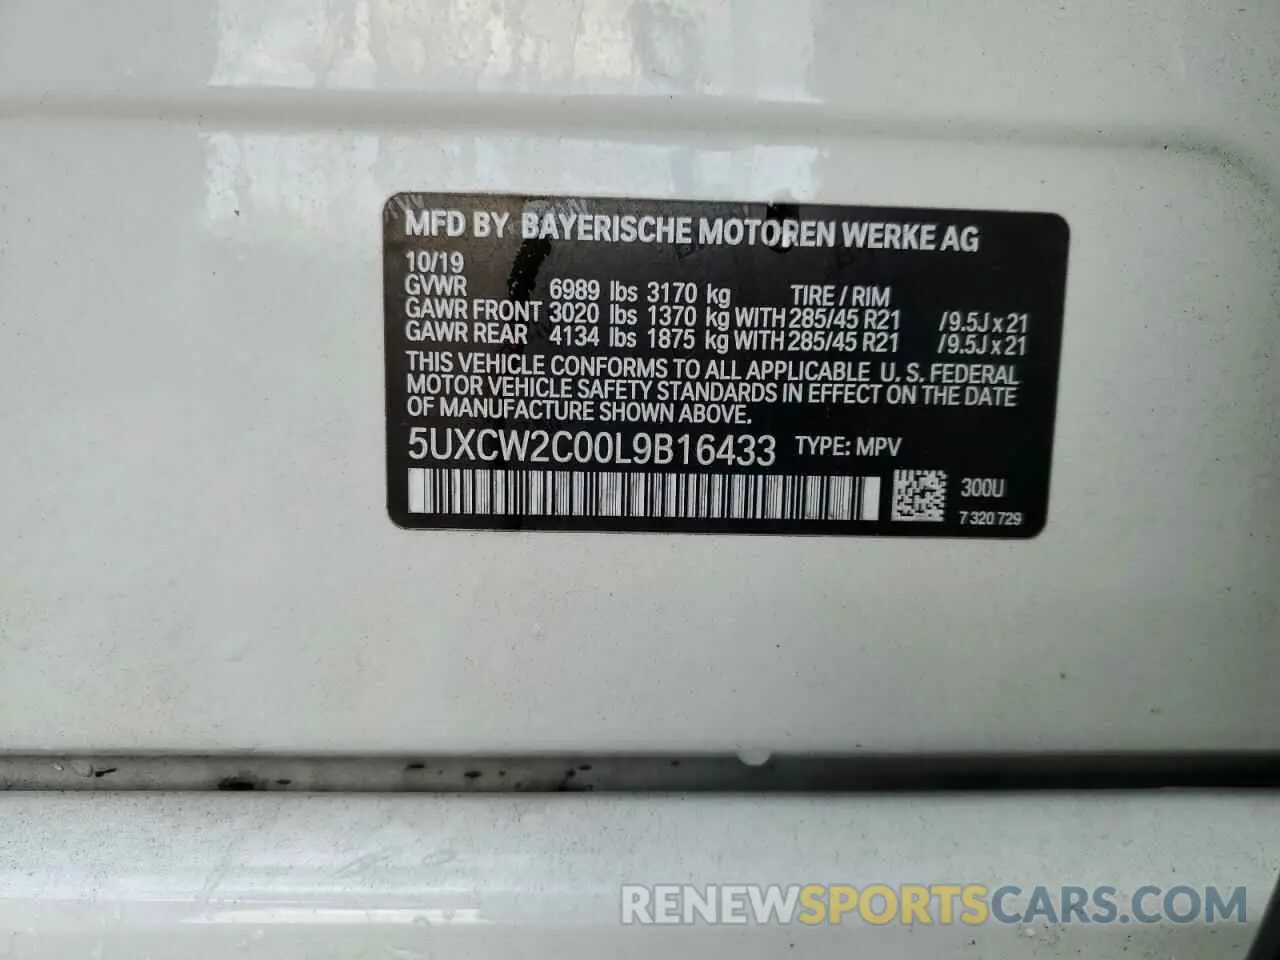 MFD BY BAYERISCHE MOTOREN WERKE AG
10/19
GVWR 6989 lbs 3170 kg TIRE / RIM
GAWR FRONT 3020 lbs 1370 kg WITH 285/45 R21 /9.5J x 21
GAWR REAR 4134 lbs 1875 kg WITH 285/45 R21 /9.5J x 21
THIS VEHICLE CONFORMS TO ALL APPLICABLE U. S. FEDERAL
MOTOR VEHICLE SAFETY STANDARDS IN EFFECT ON THE DATE
OF MANUFACTURE SHOWN ABOVE.
5UXCW2C00L9B16433 TYPE: MPV
300U
7 320 729
RENEWSPORTSCARS.COM